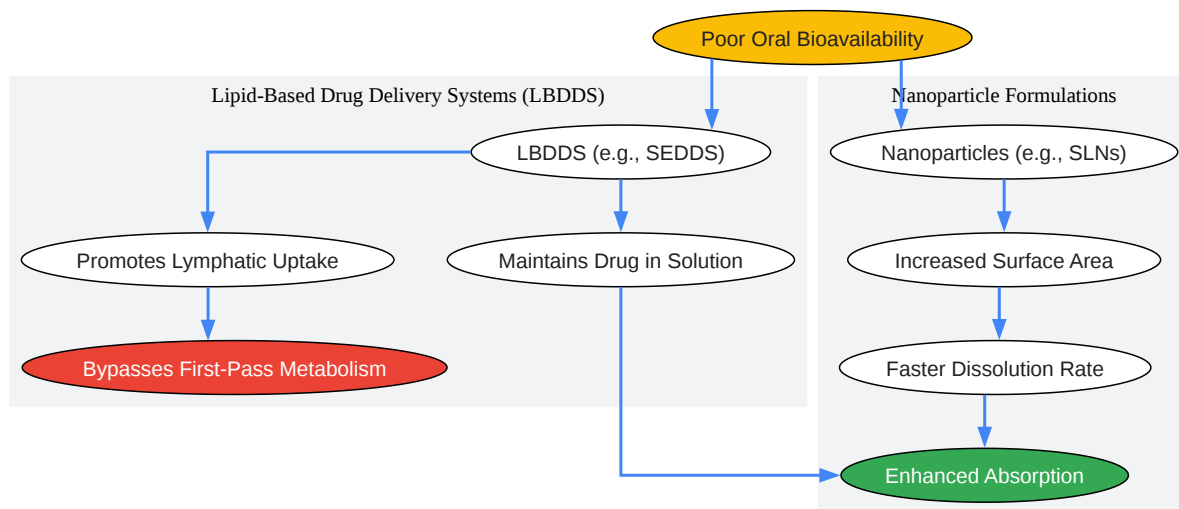 Poor Oral Bioavailability
Lipid-Based Drug Delivery Systems (LBDDS)
Nanoparticle Formulations
LBDDS (e.g., SEDDS)
Nanoparticles (e.g., SLNs)
Promotes Lymphatic Uptake
Maintains Drug in Solution
Increased Surface Area
Bypasses First-Pass Metabolism
Faster Dissolution Rate
Enhanced Absorption